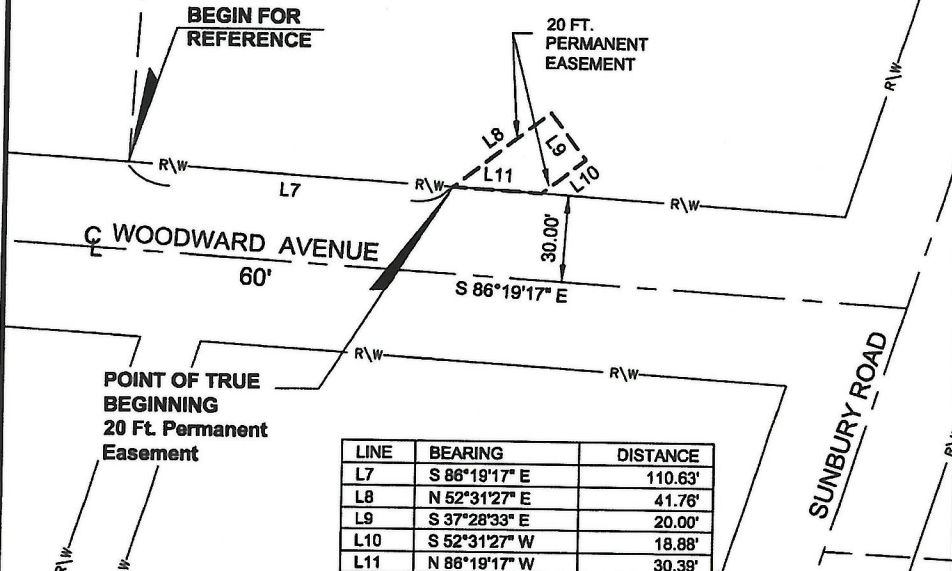 BEGIN FOR
REFERENCE
20 FT.
PERMANENT
EASEMENT
R\W
L8
L9
L10
L11
R\W
L7
R\W
R\W
CL WOODWARD AVENUE
60'
30.00'
S 86°19'17" E
R\W
R\W
SUNBURY ROAD
POINT OF TRUE
BEGINNING
20 Ft. Permanent
Easement
LINE BEARING DISTANCE
L7 S 86°19'17" E 110.63'
L8 N 52°31'27" E 41.76'
L9 S 37°28'33" E 20.00'
L10 S 52°31'27" W 18.88'
L11 N 86°19'17" W 30.39'
R\W